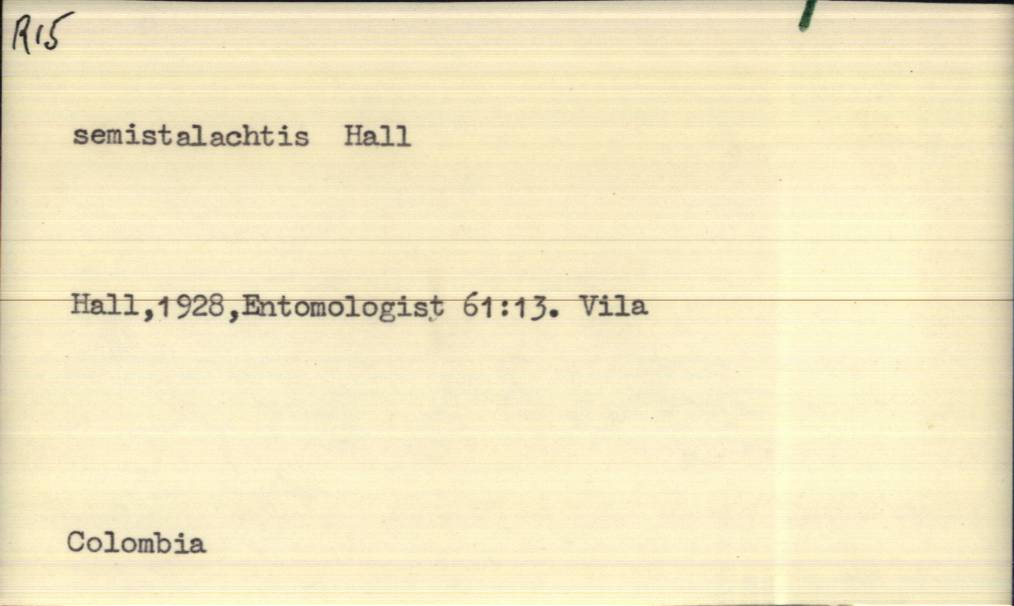 R15
semistalachtis Hall
Hall,1928,Entomologist 61:13. Vila
Colombia